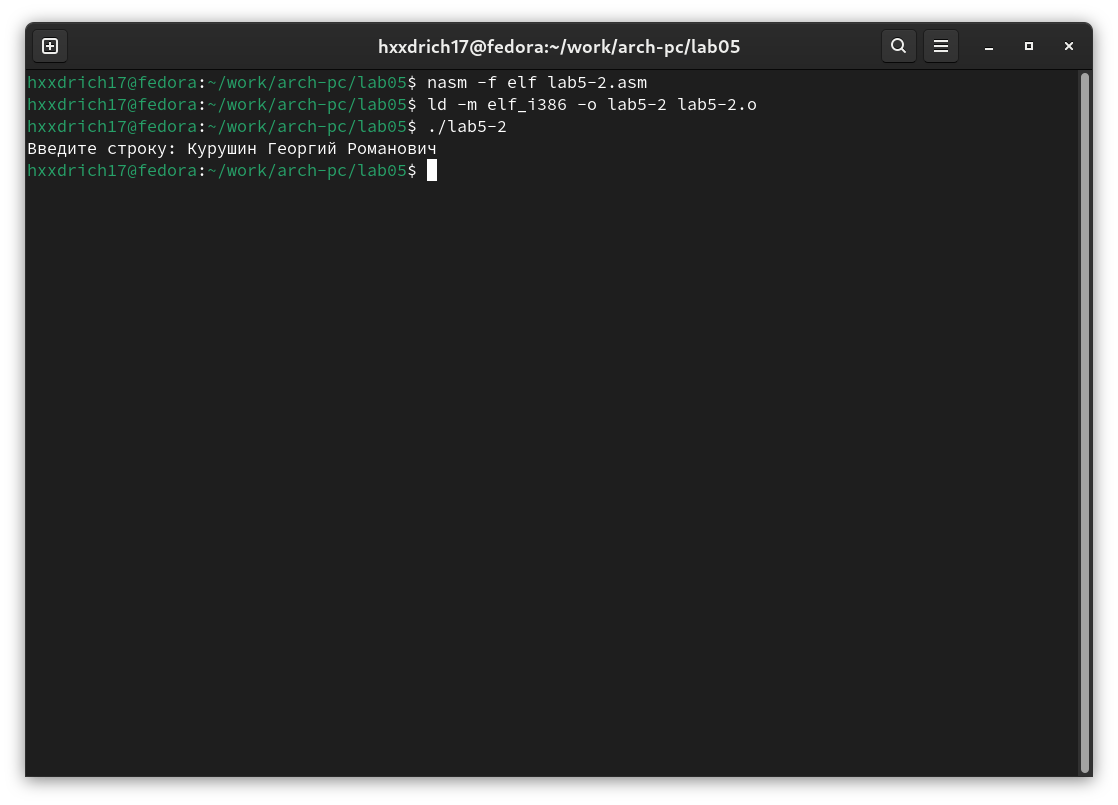 hxxdrich17@fedora:~/work/arch-pc/lab05
hxxdrich17@fedora:~/work/arch-pc/lab05$ nasm -f elf lab5-2.asm
hxxdrich17@fedora:~/work/arch-pc/lab05$ ld -m elf_i386 -o lab5-2 lab5-2.o
hxxdrich17@fedora:~/work/arch-pc/lab05$ ./lab5-2
Введите строку: Курушин Георгий Романович
hxxdrich17@fedora:~/work/arch-pc/lab05$